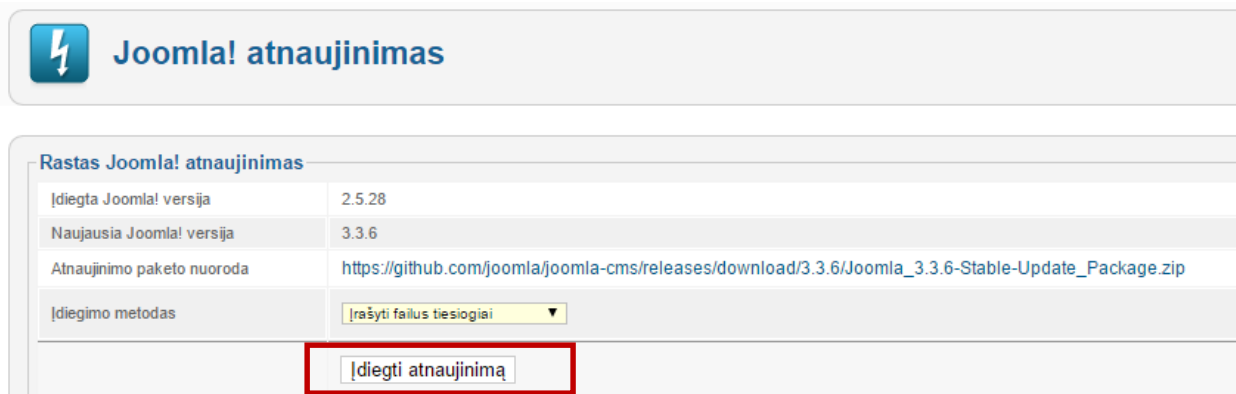 Joomla! atnaujinimas
Rastas Joomla! atnaujinimas
Įdiegta Joomla! versija 2.5.28
Naujausia Joomla! versija 3.3.6
Atnaujinimo paketo nuoroda https://github.com/joomla/joomla-cms/releases/download/3.3.6/Joomla_3.3.6-Stable-Update_Package.zip
Įdiegimo metodas Įrašyti failus tiesiogiai
Įdiegti atnaujinimą